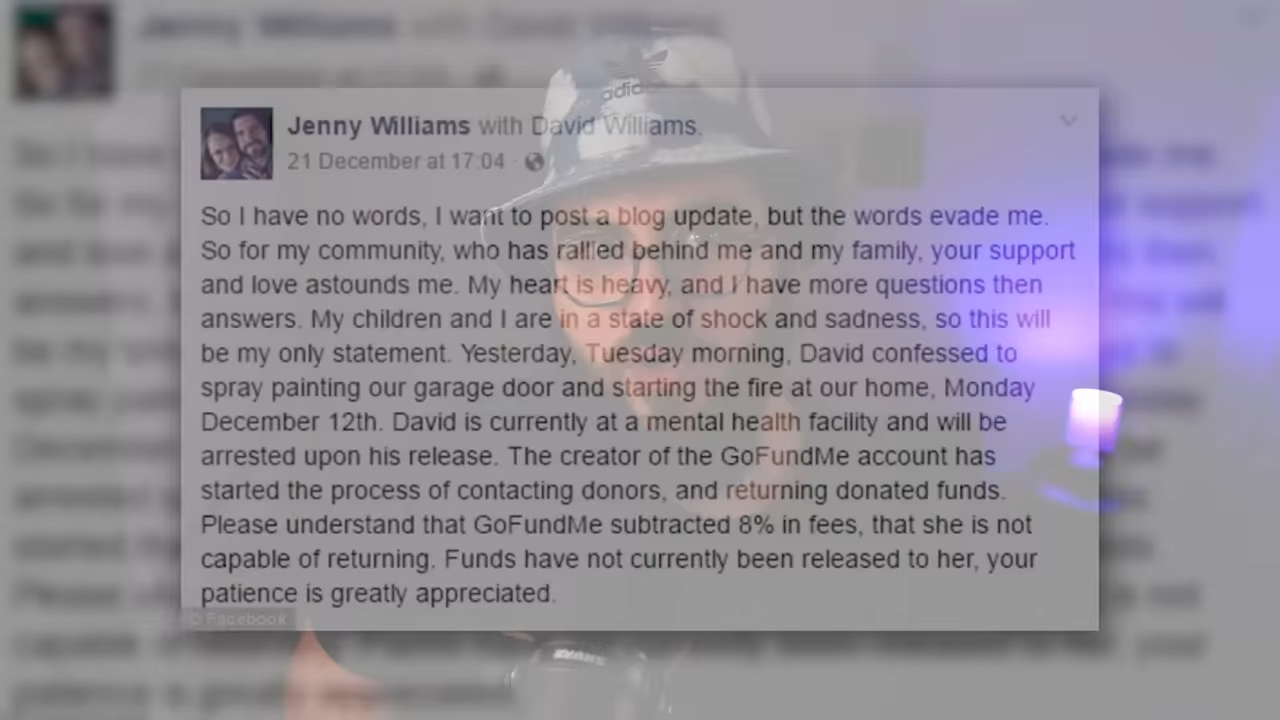 adidas
Jenny Williams with David Williams.
21 December at 17:04 ·
So I have no words, I want to post a blog update, but the words evade me.
So for my community, who has rallied behind me and my family, your support
and love astounds me. My heart is heavy, and I have more questions then
answers. My children and I are in a state of shock and sadness, so this will
be my only statement. Yesterday, Tuesday morning, David confessed to
spray painting our garage door and starting the fire at our home, Monday
December 12th. David is currently at a mental health facility and will be
arrested upon his release. The creator of the GoFundMe account has
started the process of contacting donors, and returning donated funds.
Please understand that GoFundMe subtracted 8% in fees, that she is not
capable of returning. Funds have not currently been released to her, your
patience is greatly appreciated.
© Facebook
SHURE